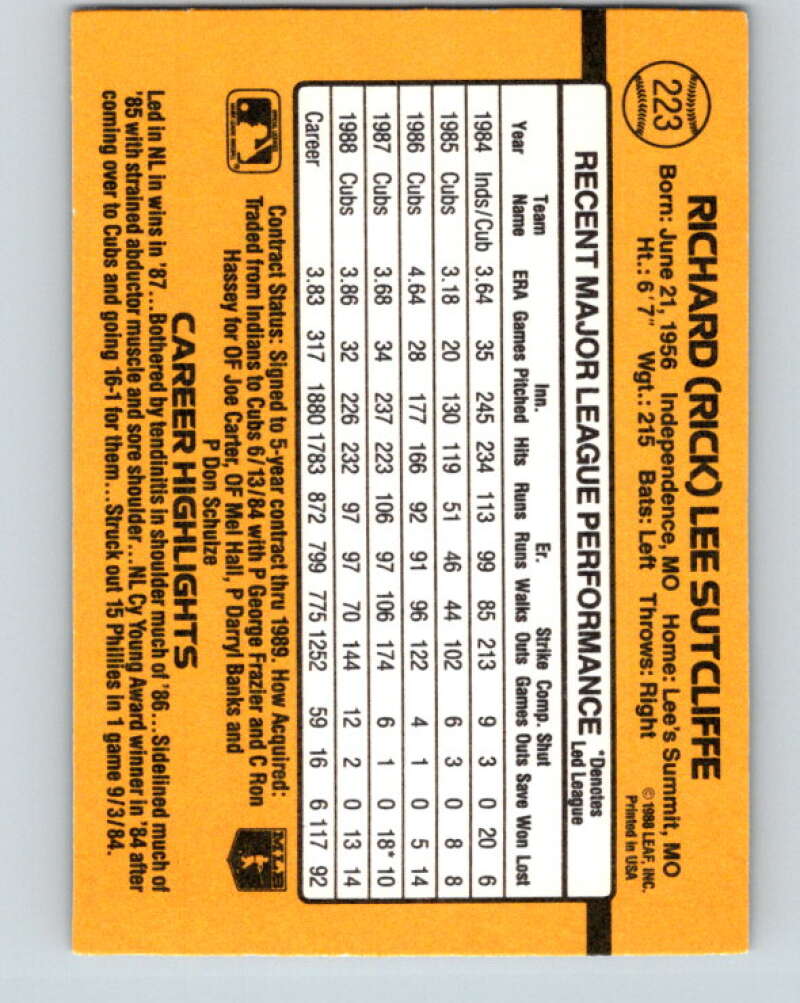 223
RICHARD (RICK) LEE SUTCLIFFE
Born: June 21, 1956 Independence, MO Home: Lee's Summit, MO
Ht.: 6'7" Wgt.: 215 Bats: Left Throws: Right
© 1988 LEAF, INC.
Printed in USA
RECENT MAJOR LEAGUE PERFORMANCE *Denotes Led League
Year Team Name ERA Games Inn. Pitched Hits Runs Er. Runs Walks Strike Outs Comp. Games Shut Outs Save Won Lost
1984 Inds/Cub 3.64 35 245 234 113 99 85 213 9 3 0 20 6
1985 Cubs 3.18 20 130 119 51 46 44 102 6 3 0 8 8
1986 Cubs 4.64 28 177 166 92 91 96 122 4 1 0 5 14
1987 Cubs 3.68 34 237 223 106 97 106 174 6 1 0 18* 10
1988 Cubs 3.86 32 226 232 97 97 70 144 12 2 0 13 14
Career 3.83 317 1880 1783 872 799 775 1252 59 16 6 117 92
Contract Status: Signed to 5-year contract thru 1989. How Acquired:
Traded from Indians to Cubs 6/13/84 with P George Frazier and C Ron
Hassey for OF Joe Carter, OF Mel Hall, P Darryl Banks and
P Don Schulze
MLB
CAREER HIGHLIGHTS
Led in NL in wins in '87...Bothered by tendinitis in shoulder much of '86...Sidelined much of
'85 with strained abductor muscle and sore shoulder...NL Cy Young Award winner in '84 after
coming over to Cubs and going 16-1 for them...Struck out 15 Phillies in 1 game 9/3/84.